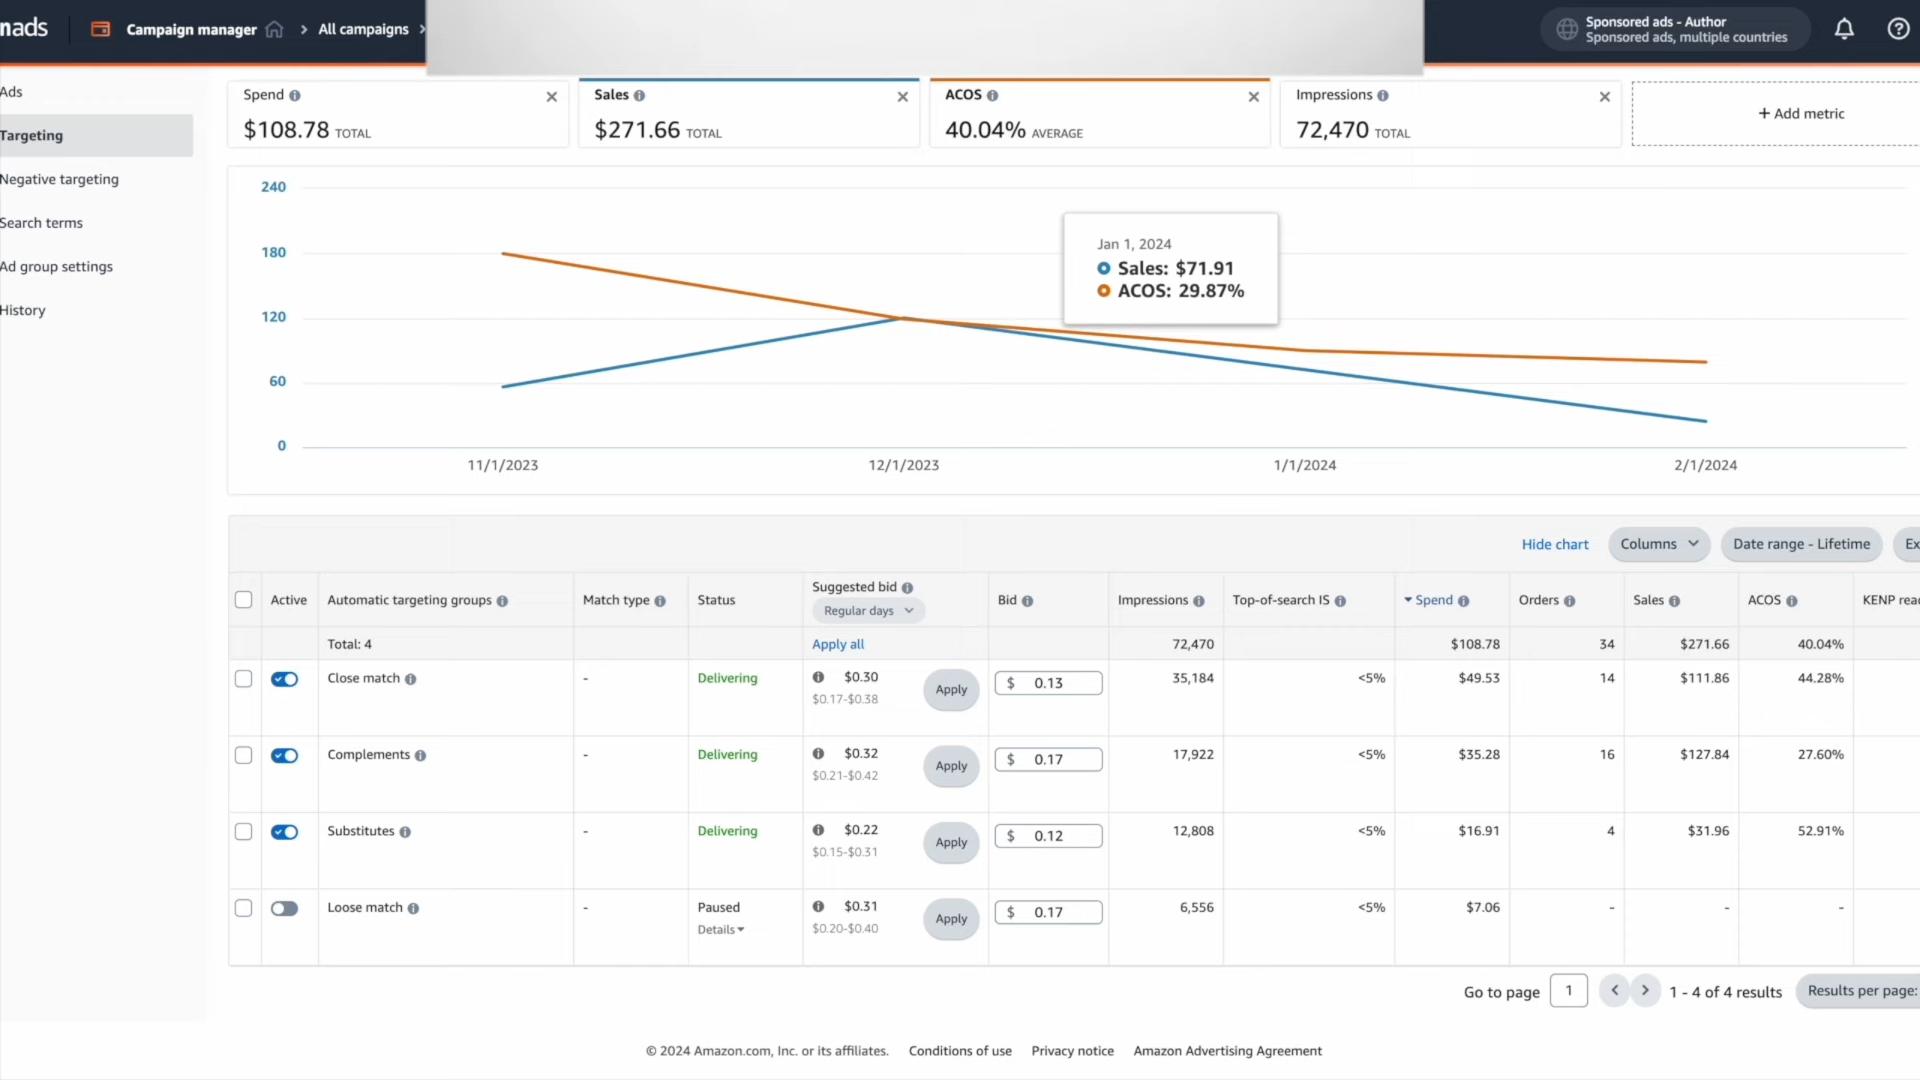 nads
Campaign manager
All campaigns
Sponsored ads - Author
Sponsored ads, multiple countries
Ads
Targeting
Negative targeting
Search terms
Ad group settings
History
Spend
$108.78 TOTAL
Sales
$271.66 TOTAL
ACOS
40.04% AVERAGE
Impressions
72,470 TOTAL
+ Add metric
240
180
120
60
0
Jan 1, 2024
Sales: $71.91
ACOS: 29.87%
11/1/2023 12/1/2023 1/1/2024 2/1/2024
Hide chart Columns Date range - Lifetime Ex
Active Automatic targeting groups Match type Status Suggested bid Regular days Bid Impressions Top-of-search IS Spend Orders Sales ACOS KENP read
Total: 4 Apply all 72,470 $108.78 34 $271.66 40.04%
Close match - Delivering $0.30 Apply $ 0.13 35,184 <5% $49.53 14 $111.86 44.28%
$0.17-$0.38
Complements - Delivering $0.32 Apply $ 0.17 17,922 <5% $35.28 16 $127.84 27.60%
$0.21-$0.42
Substitutes - Delivering $0.22 Apply $ 0.12 12,808 <5% $16.91 4 $31.96 52.91%
$0.15-$0.31
Loose match - Paused $0.31 Apply $ 0.17 6,556 <5% $7.06 - - -
Details $0.20-$0.40
Go to page 1 1 - 4 of 4 results Results per page:
© 2024 Amazon.com, Inc. or its affiliates. Conditions of use Privacy notice Amazon Advertising Agreement